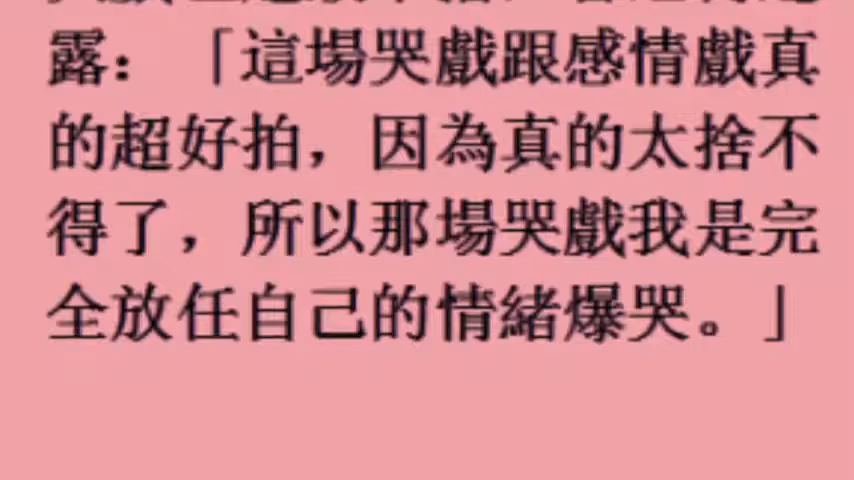 露：「這場哭戲跟感情戲真
的超好拍，因為真的太捨不
得了，所以那場哭戲我是完
全放任自己的情緒爆哭。」